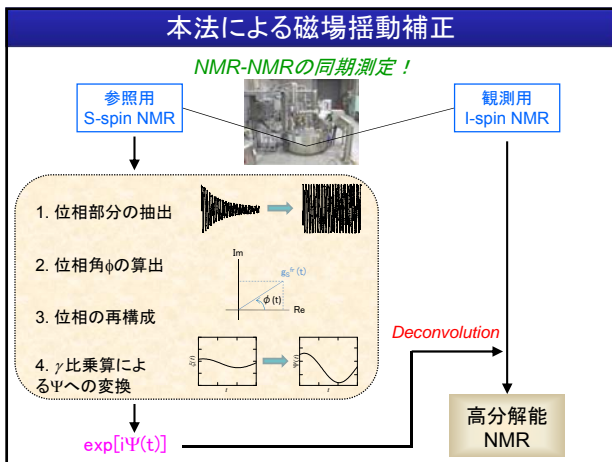 本法による磁場揺動補正
NMR-NMRの同期測定！
参照用
S-spin NMR
観測用
I-spin NMR
1. 位相部分の抽出
2. 位相角ϕの算出
Im
ϕ(t)
Re
3. 位相の再構成
4. γ比乗算によ
るΨへの変換
t
Ψ(t)
t
Deconvolution
exp[iΨ(t)]
高分解能
NMR